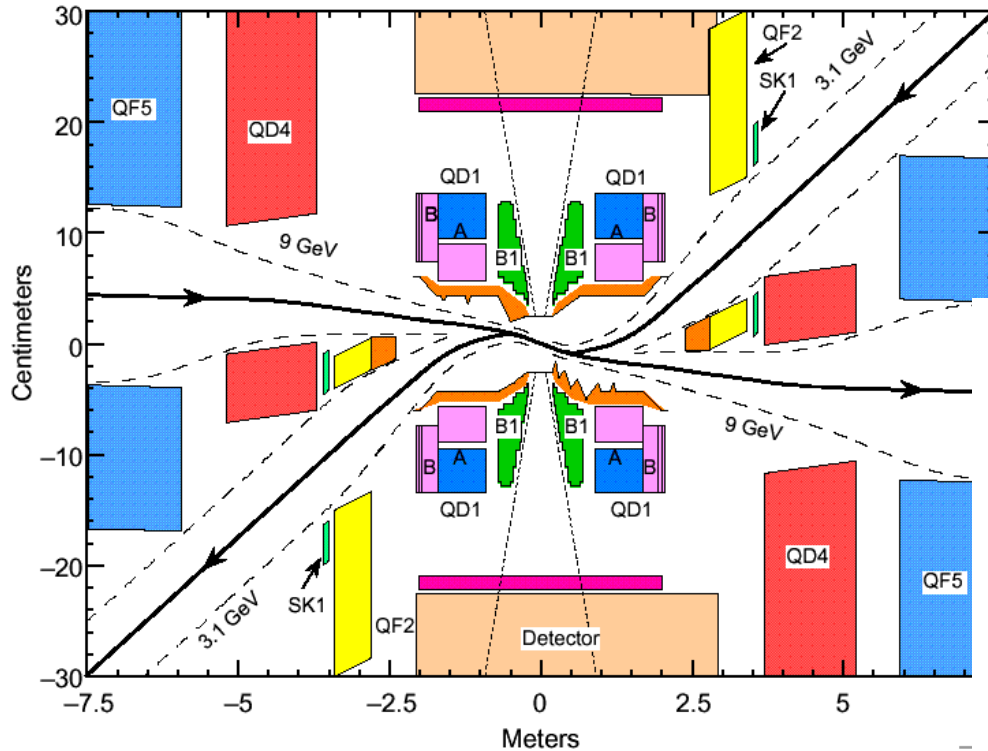 30
20
10
0
–10
–20
–30
Centimeters
–7.5
–5
–2.5
0
2.5
5
Meters
QF5
QD4
9 GeV
QF2
SK1
3.1 GeV
QD1
QD1
B
A
B1
B1
A
B
B
A
B1
B1
A
B
QD1
QD1
9 GeV
SK1
3.1 GeV
QF2
Detector
QD4
QF5